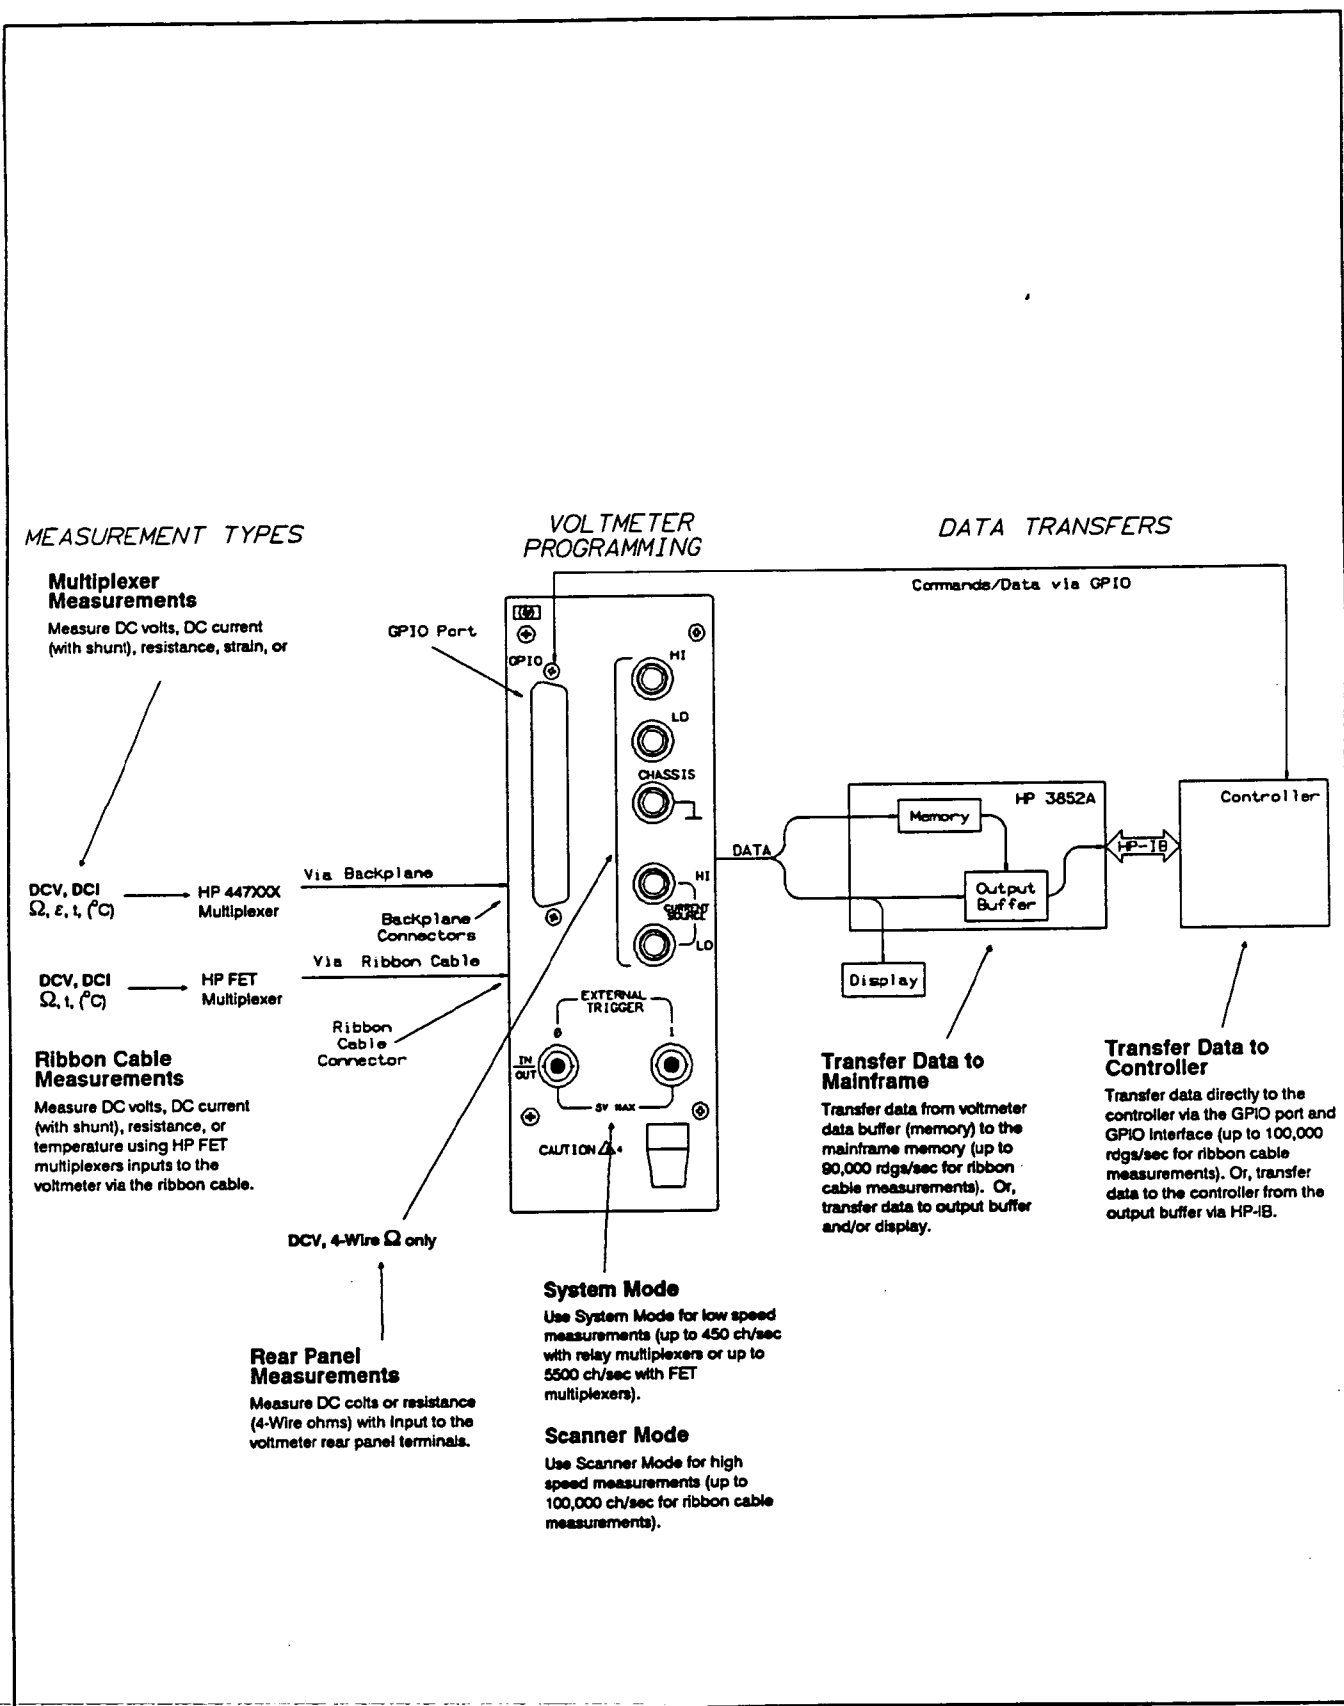 MEASUREMENT TYPES
VOLTMETER
PROGRAMMING
DATA TRANSFERS
Multiplexer
Measurements
Measure DC volts, DC current
(with shunt), resistance, strain, or
Commands/Data via GPIO
GPIO Port
GPIO
HI
LO
CHASSIS
HI
CURRENT
SOURCE
LO
EXTERNAL
TRIGGER
0
1
IN
OUT
5V MAX
CAUTION
4
DCV, DCI
Ω, ε, t, (°C)
HP 447XXX
Multiplexer
Via Backplane
Backplane
Connectors
DCV, DCI
Ω, t, (°C)
HP FET
Multiplexer
Via Ribbon Cable
Ribbon
Cable
Connector
Ribbon Cable
Measurements
Measure DC volts, DC current
(with shunt), resistance, or
temperature using HP FET
multiplexers inputs to the
voltmeter via the ribbon cable.
DCV, 4-Wire Ω only
Rear Panel
Measurements
Measure DC colts or resistance
(4-Wire ohms) with input to the
voltmeter rear panel terminals.
System Mode
Use System Mode for low speed
measurements (up to 450 ch/sec
with relay multiplexers or up to
5500 ch/sec with FET
multiplexers).
Scanner Mode
Use Scanner Mode for high
speed measurements (up to
100,000 ch/sec for ribbon cable
measurements).
DATA
HP 3852A
Memory
Output
Buffer
Display
HP-IB
Controller
Transfer Data to
Mainframe
Transfer data from voltmeter
data buffer (memory) to the
mainframe memory (up to
90,000 rdgs/sec for ribbon
cable measurements). Or,
transfer data to output buffer
and/or display.
Transfer Data to
Controller
Transfer data directly to the
controller via the GPIO port and
GPIO Interface (up to 100,000
rdgs/sec for ribbon cable
measurements). Or, transfer
data to the controller from the
output buffer via HP-IB.